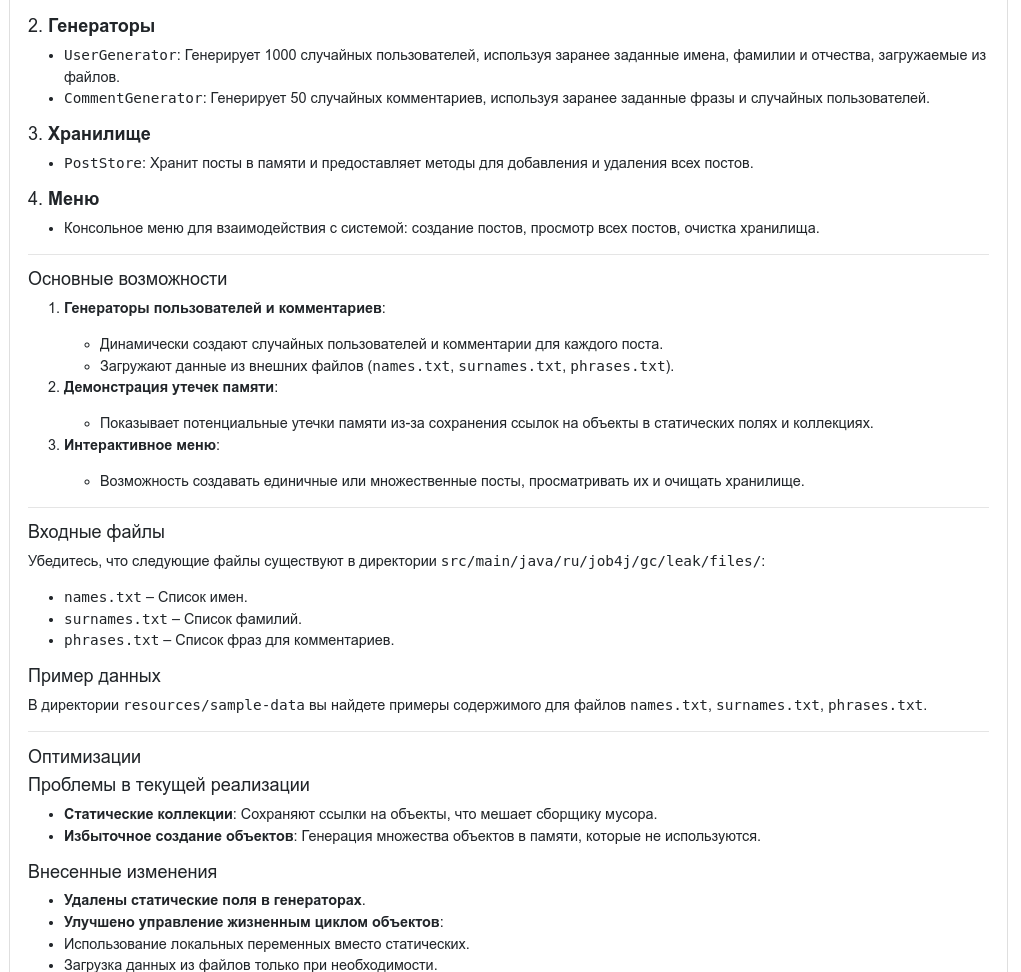 2. Генераторы
• UserGenerator: Генерирует 1000 случайных пользователей, используя заранее заданные имена, фамилии и отчества, загружаемые из
файлов.
• CommentGenerator: Генерирует 50 случайных комментариев, используя заранее заданные фразы и случайных пользователей.
3. Хранилище
• PostStore: Хранит посты в памяти и предоставляет методы для добавления и удаления всех постов.
4. Меню
• Консольное меню для взаимодействия с системой: создание постов, просмотр всех постов, очистка хранилища.
Основные возможности
1. Генераторы пользователей и комментариев:
◦ Динамически создают случайных пользователей и комментарии для каждого поста.
◦ Загружают данные из внешних файлов (names.txt, surnames.txt, phrases.txt).
2. Демонстрация утечек памяти:
◦ Показывает потенциальные утечки памяти из-за сохранения ссылок на объекты в статических полях и коллекциях.
3. Интерактивное меню:
◦ Возможность создавать единичные или множественные посты, просматривать их и очищать хранилище.
Входные файлы
Убедитесь, что следующие файлы существуют в директории src/main/java/ru/job4j/gc/leak/files/:
• names.txt – Список имен.
• surnames.txt – Список фамилий.
• phrases.txt – Список фраз для комментариев.
Пример данных
В директории resources/sample-data вы найдете примеры содержимого для файлов names.txt, surnames.txt, phrases.txt.
Оптимизации
Проблемы в текущей реализации
• Статические коллекции: Сохраняют ссылки на объекты, что мешает сборщику мусора.
• Избыточное создание объектов: Генерация множества объектов в памяти, которые не используются.
Внесенные изменения
• Удалены статические поля в генераторах.
• Улучшено управление жизненным циклом объектов:
• Использование локальных переменных вместо статических.
• Загрузка данных из файлов только при необходимости.